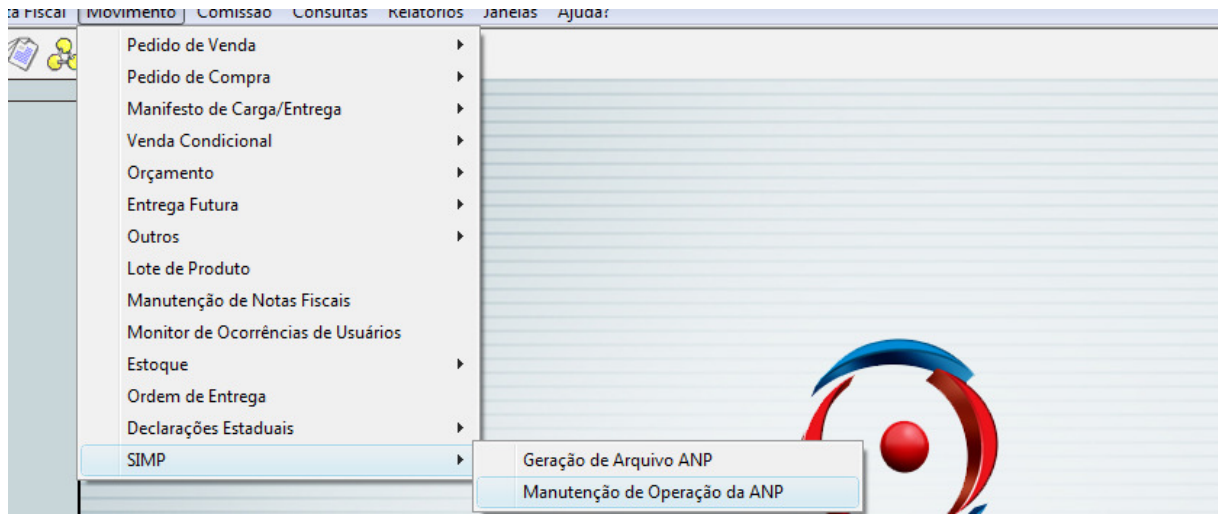 ta Fiscal Movimento Comissão Consultas Relatórios Janelas Ajuda?
Pedido de Venda
Pedido de Compra
Manifesto de Carga/Entrega
Venda Condicional
Orçamento
Entrega Futura
Outros
Lote de Produto
Manutenção de Notas Fiscais
Monitor de Ocorrências de Usuários
Estoque
Ordem de Entrega
Declarações Estaduais
SIMP
Geração de Arquivo ANP
Manutenção de Operação da ANP